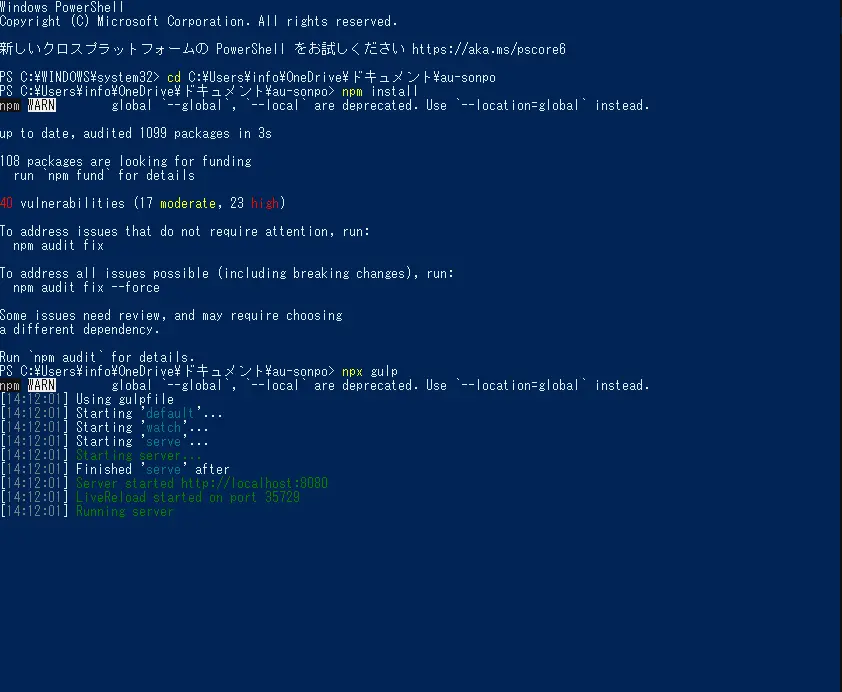 Windows PowerShell
Copyright (C) Microsoft Corporation. All rights reserved.
新しいクロスプラットフォームの PowerShell をお試しください https://aka.ms/pscore6
PS C:¥WINDOWS¥system32> cd C:¥Users¥info¥OneDrive¥ドキュメント¥au-sonpo
PS C:¥Users¥info¥OneDrive¥ドキュメント¥au-sonpo> npm install
npm WARN global `--global`, `--local` are deprecated. Use `--location=global` instead.
up to date, audited 1099 packages in 3s
108 packages are looking for funding
run `npm fund` for details
40 vulnerabilities (17 moderate, 23 high)
To address issues that do not require attention, run:
npm audit fix
To address all issues possible (including breaking changes), run:
npm audit fix --force
Some issues need review, and may require choosing
a different dependency.
Run `npm audit` for details.
PS C:¥Users¥info¥OneDrive¥ドキュメント¥au-sonpo> npx gulp
npm WARN global `--global`, `--local` are deprecated. Use `--location=global` instead.
[14:12:01] Using gulpfile
[14:12:01] Starting 'default'...
[14:12:01] Starting 'watch'...
[14:12:01] Starting 'serve'...
[14:12:01] Starting server...
[14:12:01] Finished 'serve' after
[14:12:01] Server started http://localhost:8080
[14:12:01] LiveReload started on port 35729
[14:12:01] Running server